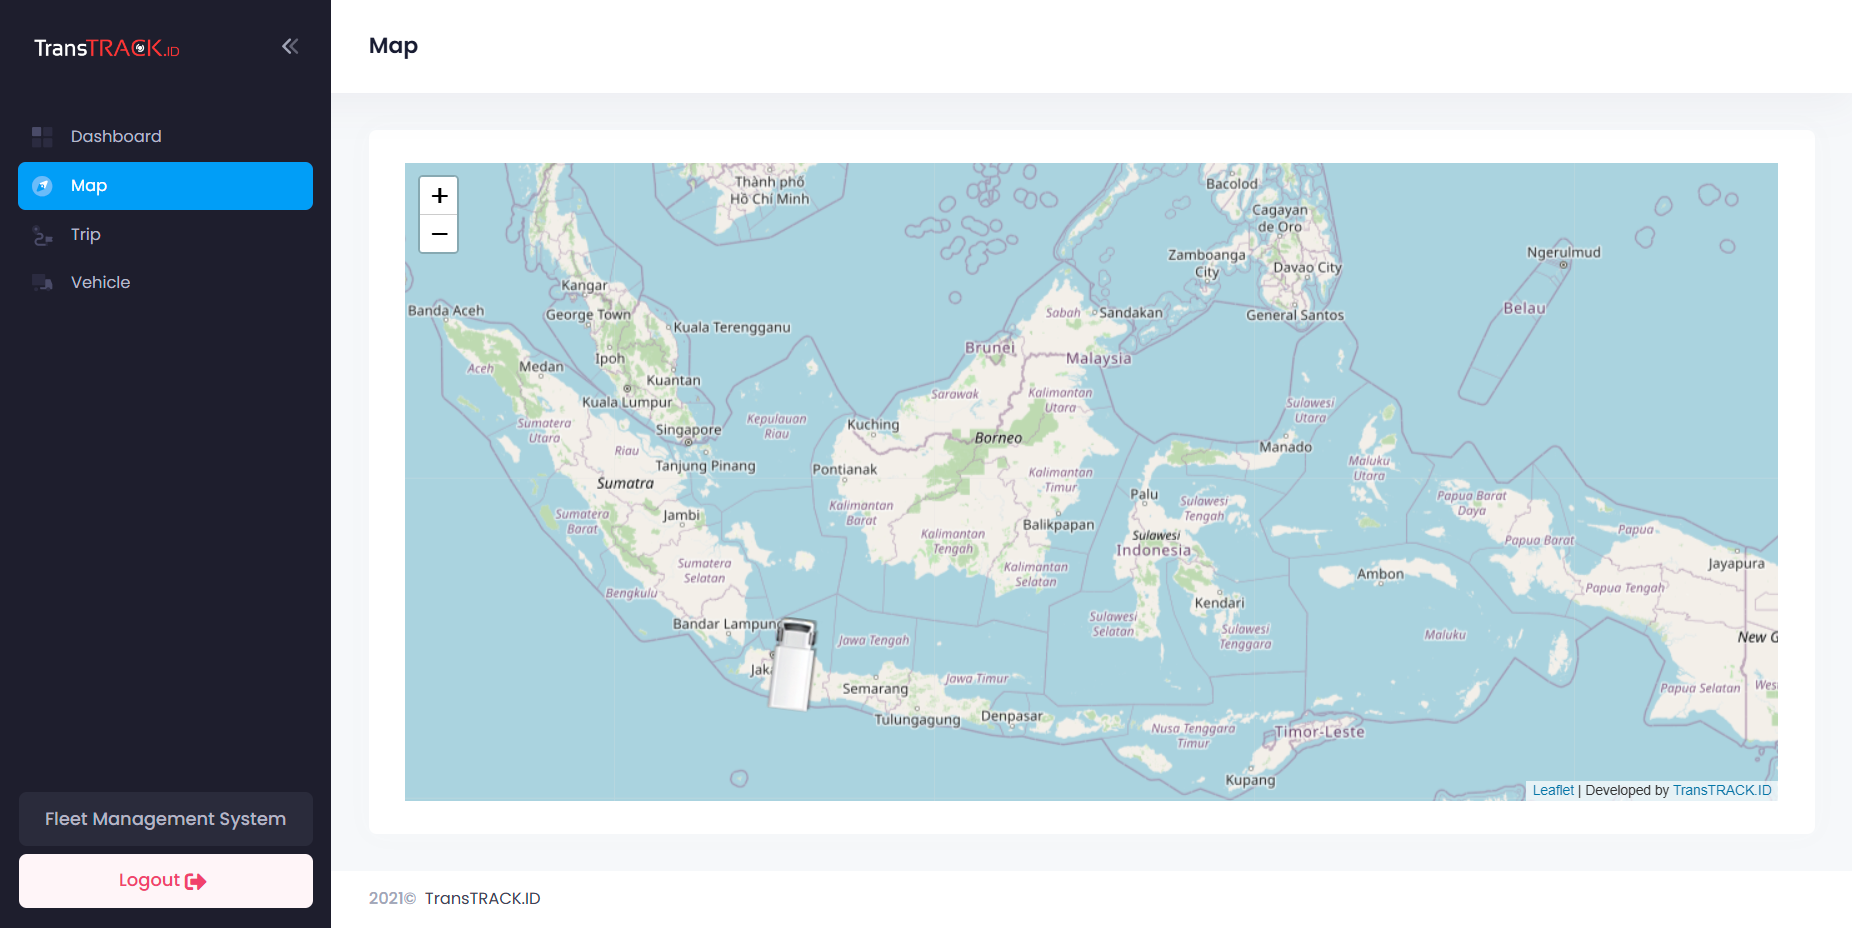 TransTRACK.ID
Map
Dashboard
Map
Trip
Vehicle
Fleet Management System
Logout
+
−
Thành phố
Hồ Chí Minh
Bacolod
Cagayan
de Oro
Zamboanga
City
Davao City
General Santos
Ngerulmud
Belau
Kangar
George Town
Kuala Terengganu
Banda Aceh
Ipoh
Aceh
Medan
Kuantan
Kuala Lumpur
Sabah
Sandakan
Brunei
Malaysia
Sarawak
Kalimantan
Utara
Sumatera
Utara
Singapore
Kepulauan
Riau
Kuching
Borneo
Sulawesi
Utara
Manado
Riau
Tanjung Pinang
Pontianak
Kalimantan
Timur
Maluku
Utara
Sumatra
Kalimantan
Barat
Palu
Sulawesi
Tengah
Papua Barat
Daya
Sumatera
Barat
Jambi
Balikpapan
Kalimantan
Tengah
Sulawesi
Indonesia
Papua Barat
Papua
Jayapura
Sumatera
Selatan
Kalimantan
Selatan
Ambon
Papua Tengah
Bengkulu
Kendari
Bandar Lampung
Jawa Tengah
Sulawesi
Selatan
Sulawesi
Tenggara
Maluku
New G
Jaka
Semarang
Jawa Timur
Papua Selatan
Wes
Tulungagung
Denpasar
Nusa Tenggara
Timur
Timor-Leste
Kupang
Leaflet | Developed by TransTRACK.ID
2021© TransTRACK.ID